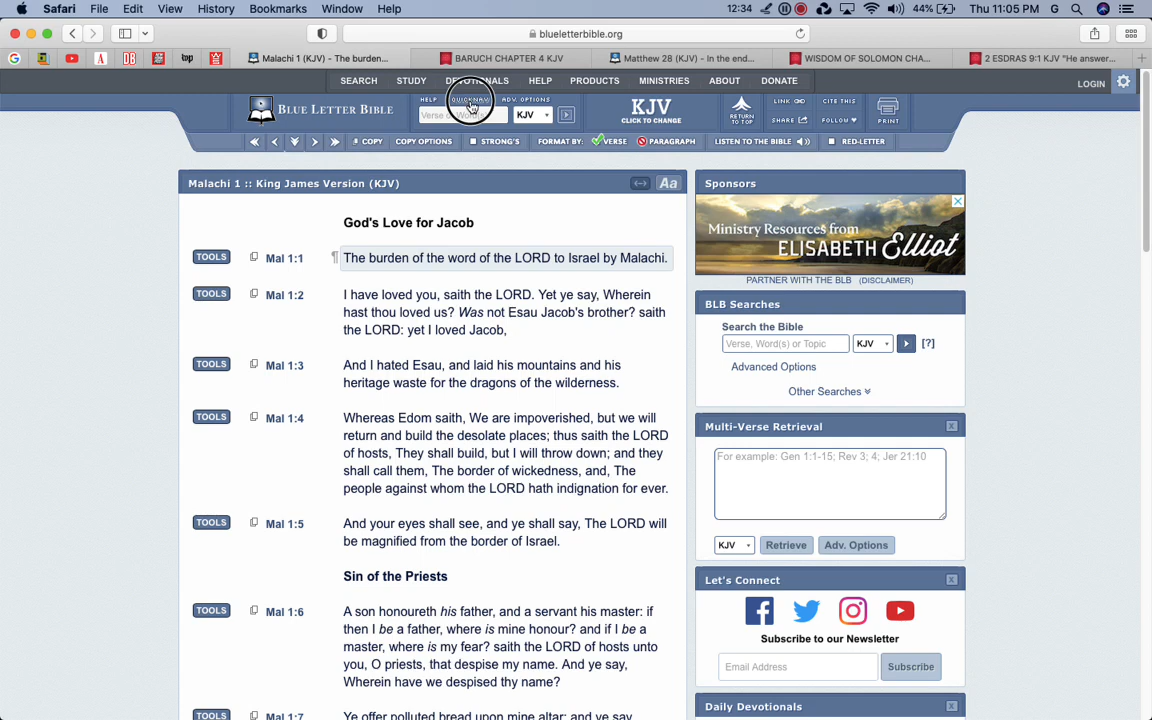 Safari File Edit View History Bookmarks Window Help 12:34 44% Thu 11:05 PM G
blueletterbible.org
Malachi 1 (KJV) - The burden... BARUCH CHAPTER 4 KJV Matthew 28 (KJV) - In the end... WISDOM OF SOLOMON CHA... 2 ESDRAS 9:1 KJV "He answer...
SEARCH STUDY DEVOTIONALS HELP PRODUCTS MINISTRIES ABOUT DONATE LOGIN
BLUE LETTER BIBLE
HELP QUICKNAV ADV. OPTIONS
KJV
KJV
CLICK TO CHANGE
RETURN TO TOP
LINK CITE THIS
SHARE FOLLOW PRINT
COPY COPY OPTIONS STRONG'S FORMAT BY: VERSE PARAGRAPH LISTEN TO THE BIBLE RED-LETTER
Malachi 1 :: King James Version (KJV) Aa
God's Love for Jacob
TOOLS Mal 1:1 ¶ The burden of the word of the LORD to Israel by Malachi.
TOOLS Mal 1:2 I have loved you, saith the LORD. Yet ye say, Wherein
hast thou loved us? Was not Esau Jacob's brother? saith
the LORD: yet I loved Jacob,
TOOLS Mal 1:3 And I hated Esau, and laid his mountains and his
heritage waste for the dragons of the wilderness.
TOOLS Mal 1:4 Whereas Edom saith, We are impoverished, but we will
return and build the desolate places; thus saith the LORD
of hosts, They shall build, but I will throw down; and they
shall call them, The border of wickedness, and, The
people against whom the LORD hath indignation for ever.
TOOLS Mal 1:5 And your eyes shall see, and ye shall say, The LORD will
be magnified from the border of Israel.
Sin of the Priests
TOOLS Mal 1:6 A son honoureth his father, and a servant his master: if
then I be a father, where is mine honour? and if I be a
master, where is my fear? saith the LORD of hosts unto
you, O priests, that despise my name. And ye say,
Wherein have we despised thy name?
TOOLS Mal 1:7 Ye offer polluted bread upon mine altar; and ye say,
Sponsors
Ministry Resources from
ELISABETH Elliot
PARTNER WITH THE BLB (DISCLAIMER)
BLB Searches
Search the Bible
Verse, Word(s) or Topic KJV [?]
Advanced Options
Other Searches
Multi-Verse Retrieval
For example: Gen 1:1-15; Rev 3; 4; Jer 21:10
KJV Retrieve Adv. Options
Let's Connect
Subscribe to our Newsletter
Email Address Subscribe
Daily Devotionals